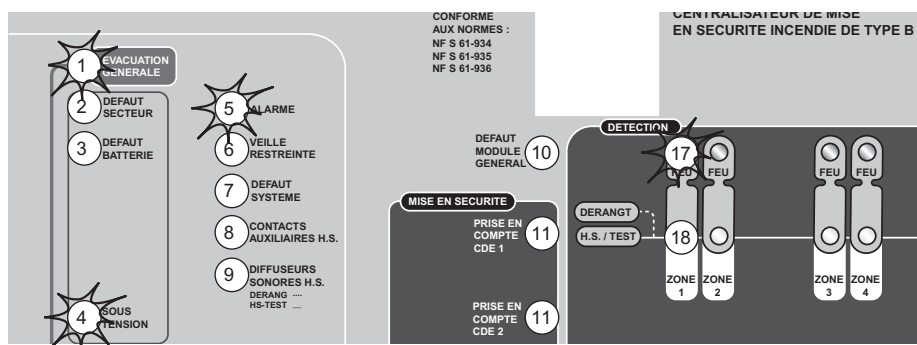 CONFORME
AUX NORMES :
NF S 61-934
NF S 61-935
NF S 61-936
CENTRALISATEUR DE MISE
EN SECURITE INCENDIE DE TYPE B
1
EVACUATION
GENERALE
2
DEFAUT
SECTEUR
3
DEFAUT
BATTERIE
4
SOUS
TENSION
5
ALARME
6
VEILLE
RESTREINTE
7
DEFAUT
SYSTEME
8
CONTACTS
AUXILIAIRES H.S.
9
DIFFUSEURS
SONORES H.S.
DERANG ····
HS-TEST __
DEFAUT
MODULE
GENERAL
10
MISE EN SECURITE
PRISE EN
COMPTE
CDE 1
11
PRISE EN
COMPTE
CDE 2
11
DETECTION
17
FEU
FEU
FEU
FEU
DERANGT
H.S. / TEST
18
ZONE
1
ZONE
2
ZONE
3
ZONE
4